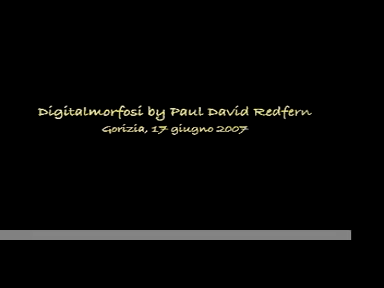 Digitalmorfosi by Paul David Redfern
Gorizia, 17 giugno 2007